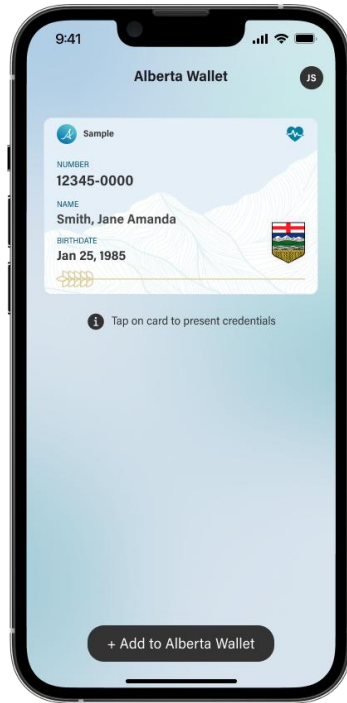 9:41
Alberta Wallet
JS
Sample
NUMBER
12345-0000
NAME
Smith, Jane Amanda
BIRTHDATE
Jan 25, 1985
i Tap on card to present credentials
+ Add to Alberta Wallet